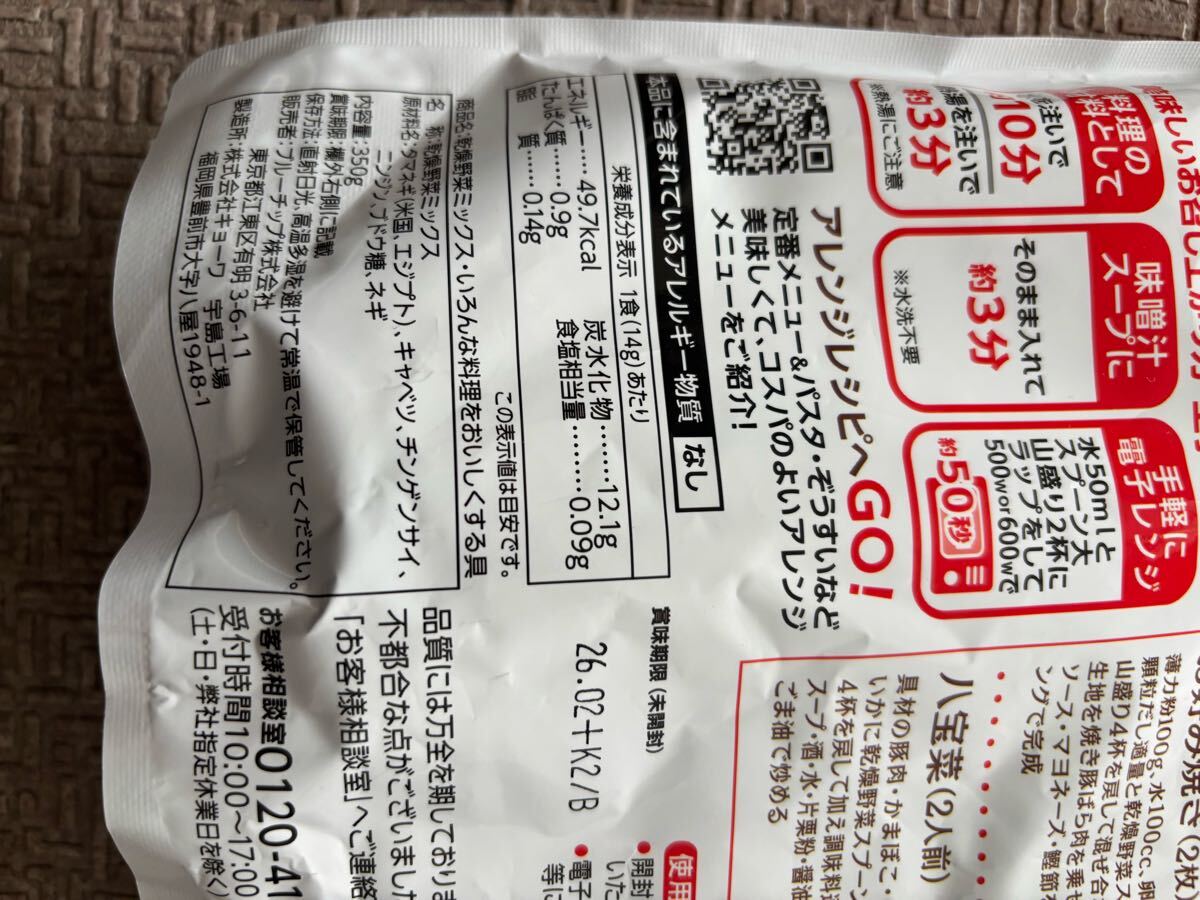 料理の
として
注いで
10分
湯を注いで
約3分
※熱湯にご注意
味噌汁
スープに
そのまま入れて
約3分
※水洗不要
手軽に
電子レンジ
水50mlと
スプーン大
山盛り2杯に
ラップをして
500wor600wで
約50秒
アレンジレシピへGO!
定番メニュー&パスタ・ぞうすいなど
美味しくて、コスパのよいアレンジ
メニューをご紹介!
本品に含まれているアレルギー物質 なし
栄養成分表示 1食(14g)あたり
エネルギー‥‥49.7kcal 炭水化物‥‥‥12.1g
たんぱく質‥‥0.9g 食塩相当量‥‥‥‥0.09g
脂 質‥‥0.14g
この表示値は目安です。
商品名:乾燥野菜ミックス・いろんな料理をおいしくする具
名 称:乾燥野菜ミックス
原材料名:タマネギ(米国、エジプト)、キャベツ、チンゲンサイ、
ニンジン、ブドウ糖、ネギ
内容量:350g
賞味期限:欄外右側に記載
保存方法:直射日光、高温多湿を避けて常温で保管してください。
販売者:ブルーチップ株式会社
東京都江東区有明 3-6-11
製造所:株式会社キョーワ 宇島工場
福岡県豊前市大字八屋1948-1
賞味期限(未開封)
26.02+K2/B
品質には万全を期しておりま
不都合な点がございました
「お客様相談室」へご連絡
お客様相談室0120-41
受付時間10:00~17:00
(土・日・弊社指定休業日を除く)
焼き(2枚)
薄力粉100g、水100cc、卵
顆粒だし適量と乾燥野菜ス
山盛り4杯を戻して混ぜ合
生地を焼き豚ばら肉を乗せ
ソース・マヨネーズ・鰹節
ングで完成
八宝菜(2人前)
具材の豚肉・かまぼこ・
いかに乾燥野菜スプーン
4杯を戻して加え調味料
スープ・酒・水・片栗粉・醤油
ごま油で炒める
使用
●開封
いた
●電子
等に